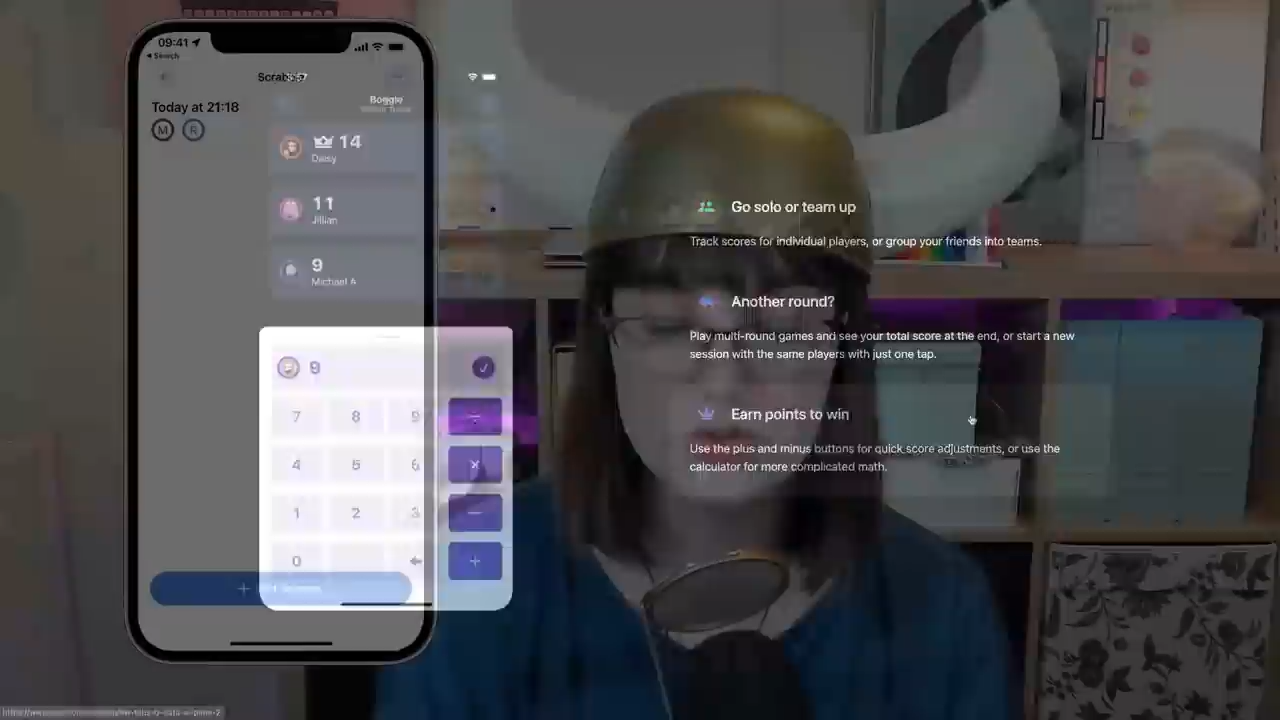 09:41
Search
Today at 21:18
M R
Boggle
14
Daisy
11
Jillian
9
Michael A
9
7 8 9 ÷
4 5 6 ×
1 2 3 −
0 +
Go solo or team up
Track scores for individual players, or group your friends into teams.
Another round?
Play multi-round games and see your total score at the end, or start a new
session with the same players with just one tap.
Earn points to win
Use the plus and minus buttons for quick score adjustments, or use the
calculator for more complicated math.